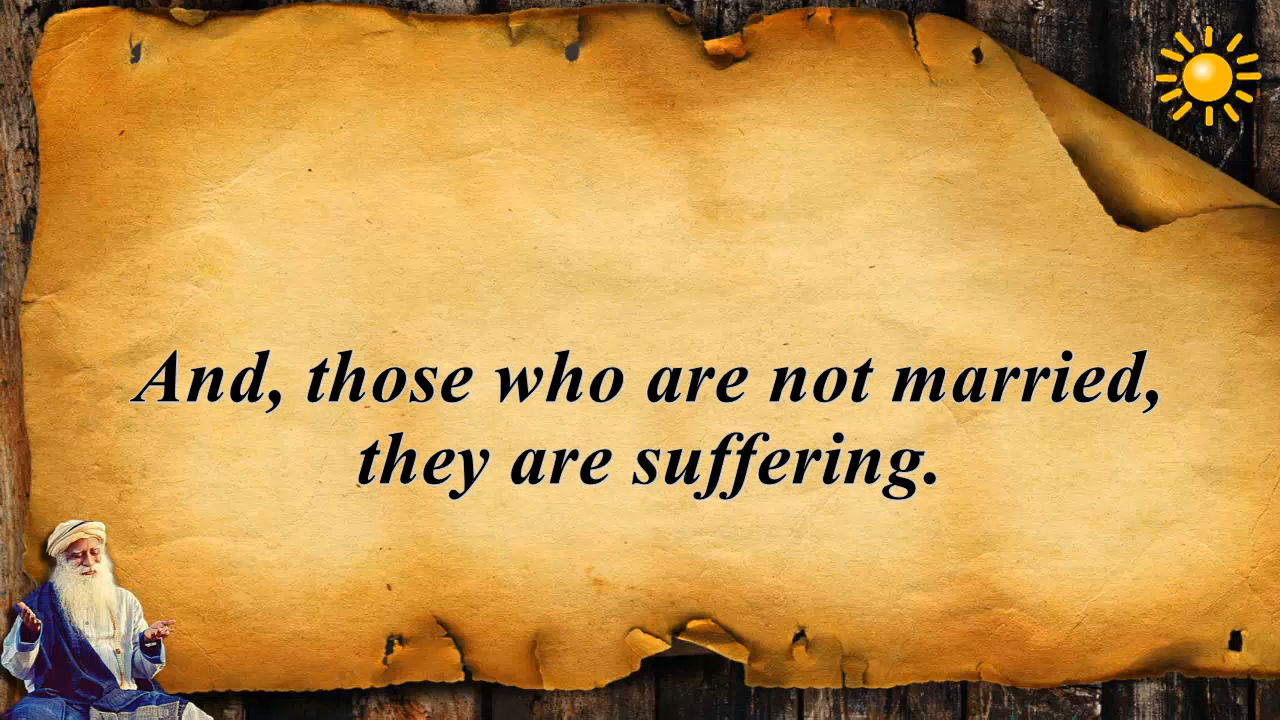 And, those who are not married,
they are suffering.